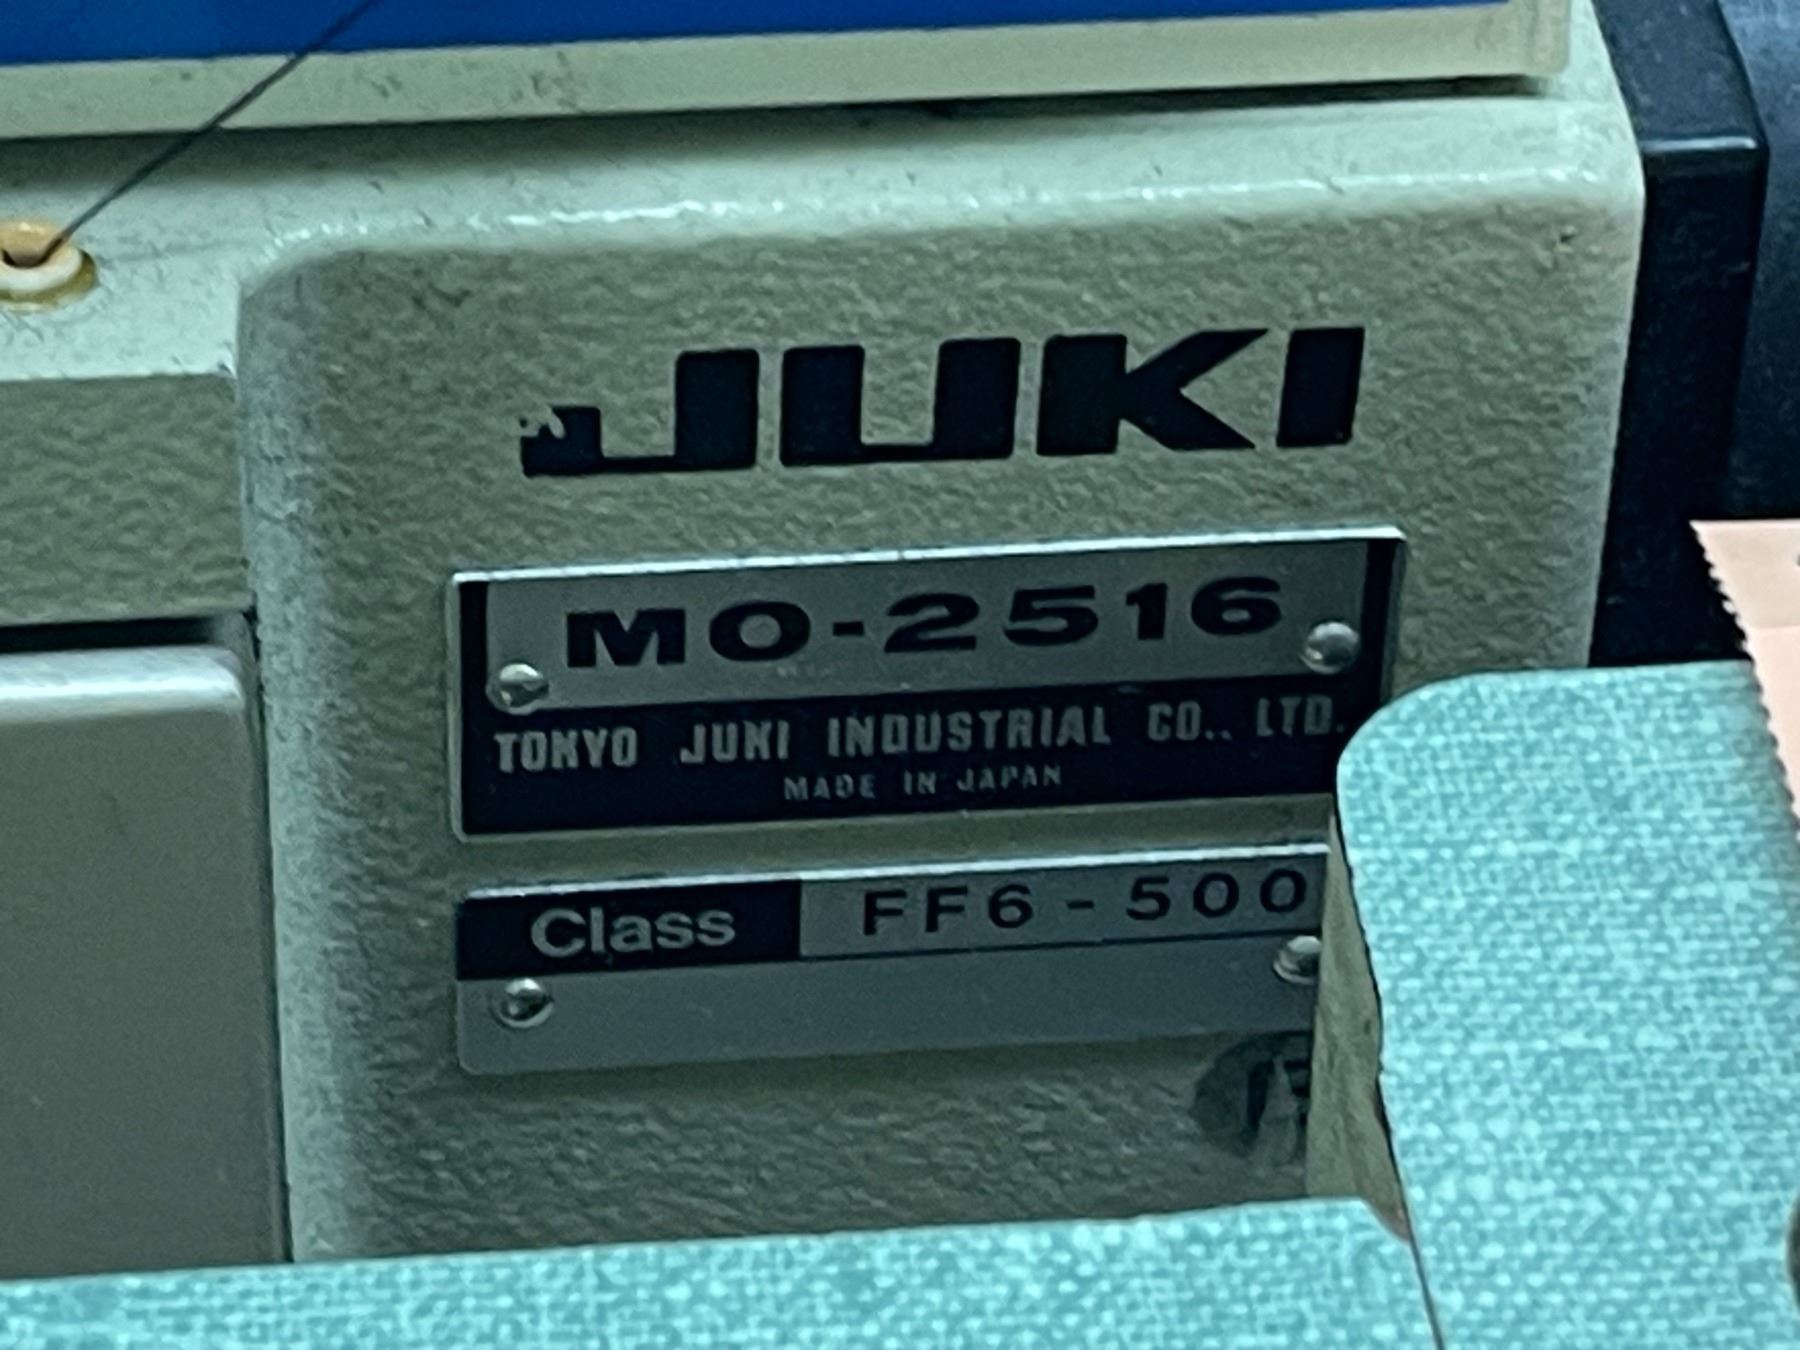 JUKI
MO-2516
TOKYO JUKI INDUSTRIAL CO., LTD.
MADE IN JAPAN
Class FF6-500